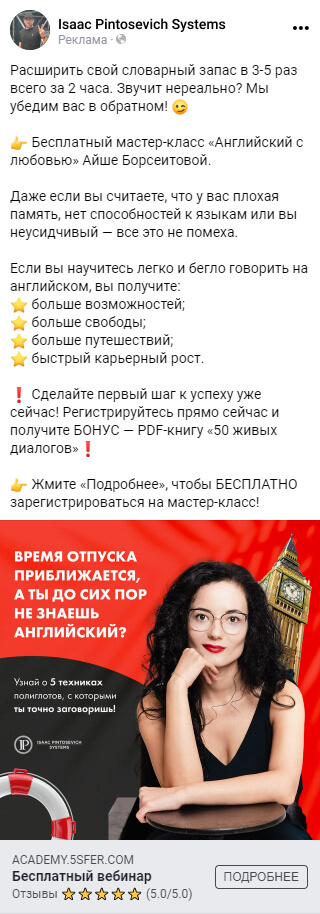 Isaac Pintosevich Systems
Реклама ·
Расширить свой словарный запас в 3-5 раз
всего за 2 часа. Звучит нереально? Мы
убедим вас в обратном! 😉
👉 Бесплатный мастер-класс «Английский с
любовью» Айше Борсеитовой.
Даже если вы считаете, что у вас плохая
память, нет способностей к языкам или вы
неусидчивый — все это не помеха.
Если вы научитесь легко и бегло говорить на
английском, вы получите:
⭐ больше возможностей;
⭐ больше свободы;
⭐ больше путешествий;
⭐ быстрый карьерный рост.
❗ Сделайте первый шаг к успеху уже
сейчас! Регистрируйтесь прямо сейчас и
получите БОНУС — PDF-книгу «50 живых
диалогов» ❗
👉 Жмите «Подробнее», чтобы БЕСПЛАТНО
зарегистрироваться на мастер-класс!
ВРЕМЯ ОТПУСКА
ПРИБЛИЖАЕТСЯ,
А ТЫ ДО СИХ ПОР
НЕ ЗНАЕШЬ
АНГЛИЙСКИЙ?
Узнай о 5 техниках
полиглотов, с которыми
ты точно заговоришь!
ISAAC PINTOSEVICH
SYSTEMS
ACADEMY.5SFER.COM
Бесплатный вебинар
Отзывы ⭐⭐⭐⭐⭐ (5.0/5.0)
ПОДРОБНЕЕ